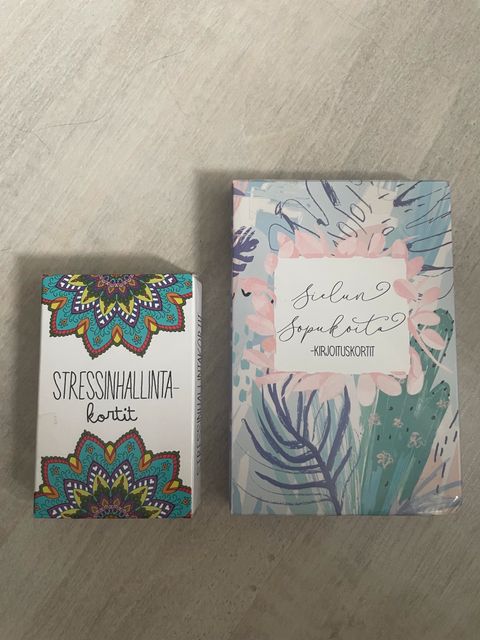 STRESSINHALLINTA-
kortit
Sielun
Sopukoita
-KIRJOITUSKORTIT